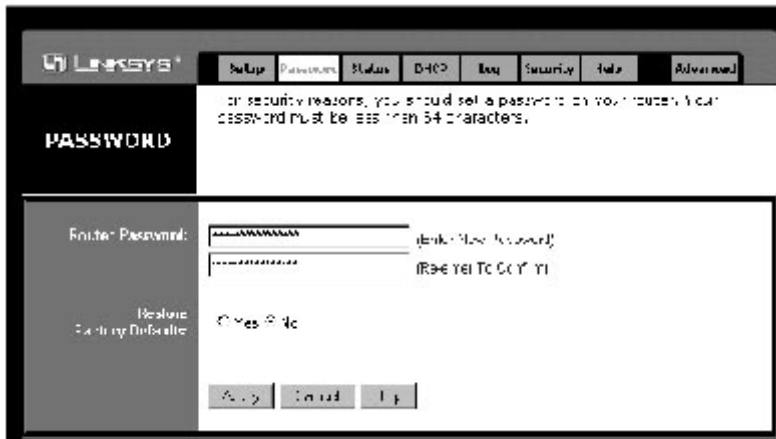 LINKSYS®
Setup Password Status DHCP Log Security Help Advanced
PASSWORD
For security reasons, you should set a password on your router. Your
password must be less than 64 characters.
Router Password: (Enter New Password)
(Re-enter To Confirm)
Restore
Factory Defaults: Yes No
Apply Cancel Help